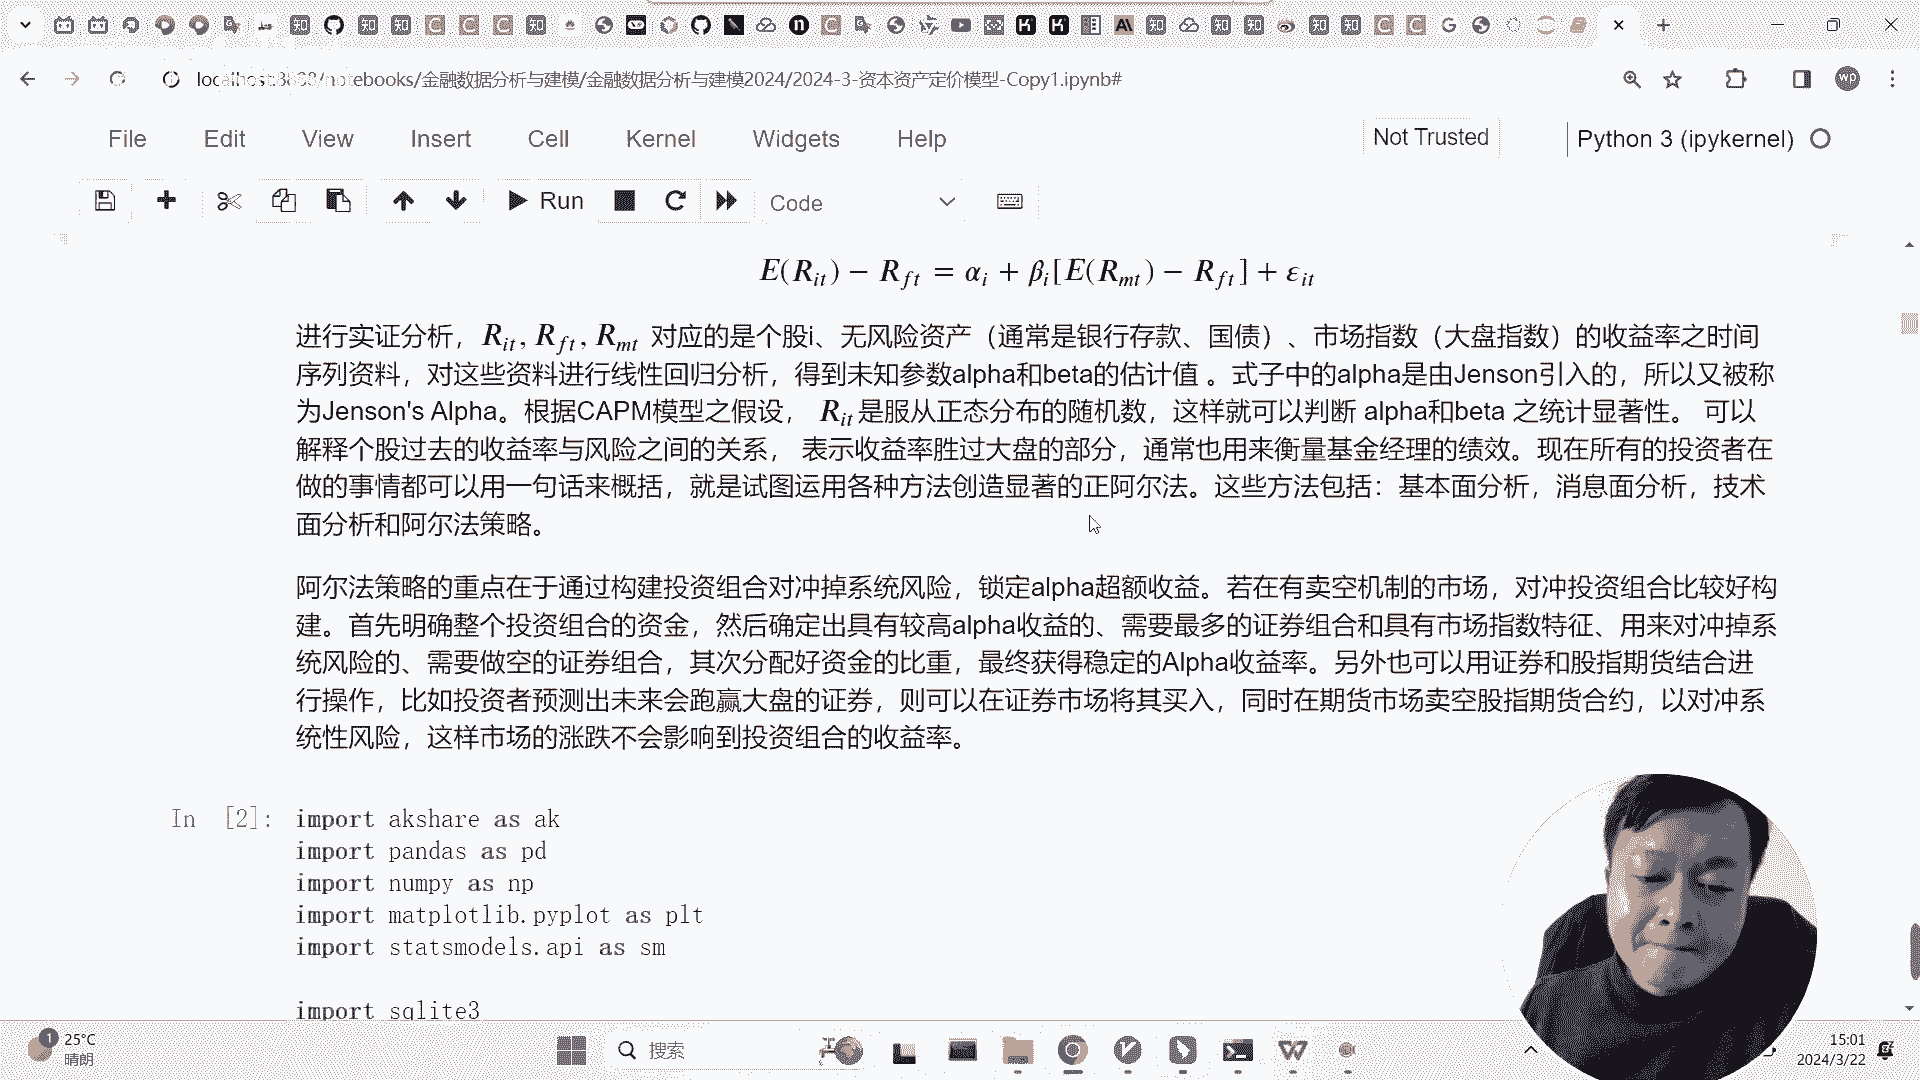 localhost:8888/notebooks/金融数据分析与建模/金融数据分析与建模2024/2024-3-资本资产定价模型-Copy1.ipynb#
wp
File Edit View Insert Cell Kernel Widgets Help Not Trusted Python 3 (ipykernel)
Run Code
E(R_{it}) − R_{ft} = α_i + β_i[E(R_{mt}) − R_{ft}] + ε_{it}
进行实证分析，R_{it}, R_{ft}, R_{mt} 对应的是个股i、无风险资产（通常是银行存款、国债）、市场指数（大盘指数）的收益率之时间
序列资料，对这些资料进行线性回归分析，得到未知参数alpha和beta的估计值 。式子中的alpha是由Jenson引入的，所以又被称
为Jenson's Alpha。根据CAPM模型之假设， R_{it} 是服从正态分布的随机数，这样就可以判断 alpha和beta 之统计显著性。 可以
解释个股过去的收益率与风险之间的关系， 表示收益率胜过大盘的部分，通常也用来衡量基金经理的绩效。现在所有的投资者在
做的事情都可以用一句话来概括，就是试图运用各种方法创造显著的正阿尔法。这些方法包括：基本面分析，消息面分析，技术
面分析和阿尔法策略。
阿尔法策略的重点在于通过构建投资组合对冲掉系统风险，锁定alpha超额收益。若在有卖空机制的市场，对冲投资组合比较好构
建。首先明确整个投资组合的资金，然后确定出具有较高alpha收益的、需要最多的证券组合和具有市场指数特征、用来对冲掉系
统风险的、需要做空的证券组合，其次分配好资金的比重，最终获得稳定的Alpha收益率。另外也可以用证券和股指期货结合进
行操作，比如投资者预测出未来会跑赢大盘的证券，则可以在证券市场将其买入，同时在期货市场卖空股指期货合约，以对冲系
统性风险，这样市场的涨跌不会影响到投资组合的收益率。
In [2]: import akshare as ak
import pandas as pd
import numpy as np
import matplotlib.pyplot as plt
import statsmodels.api as sm
import sqlite3
1
25°C
晴朗
搜索
15:01
2024/3/22